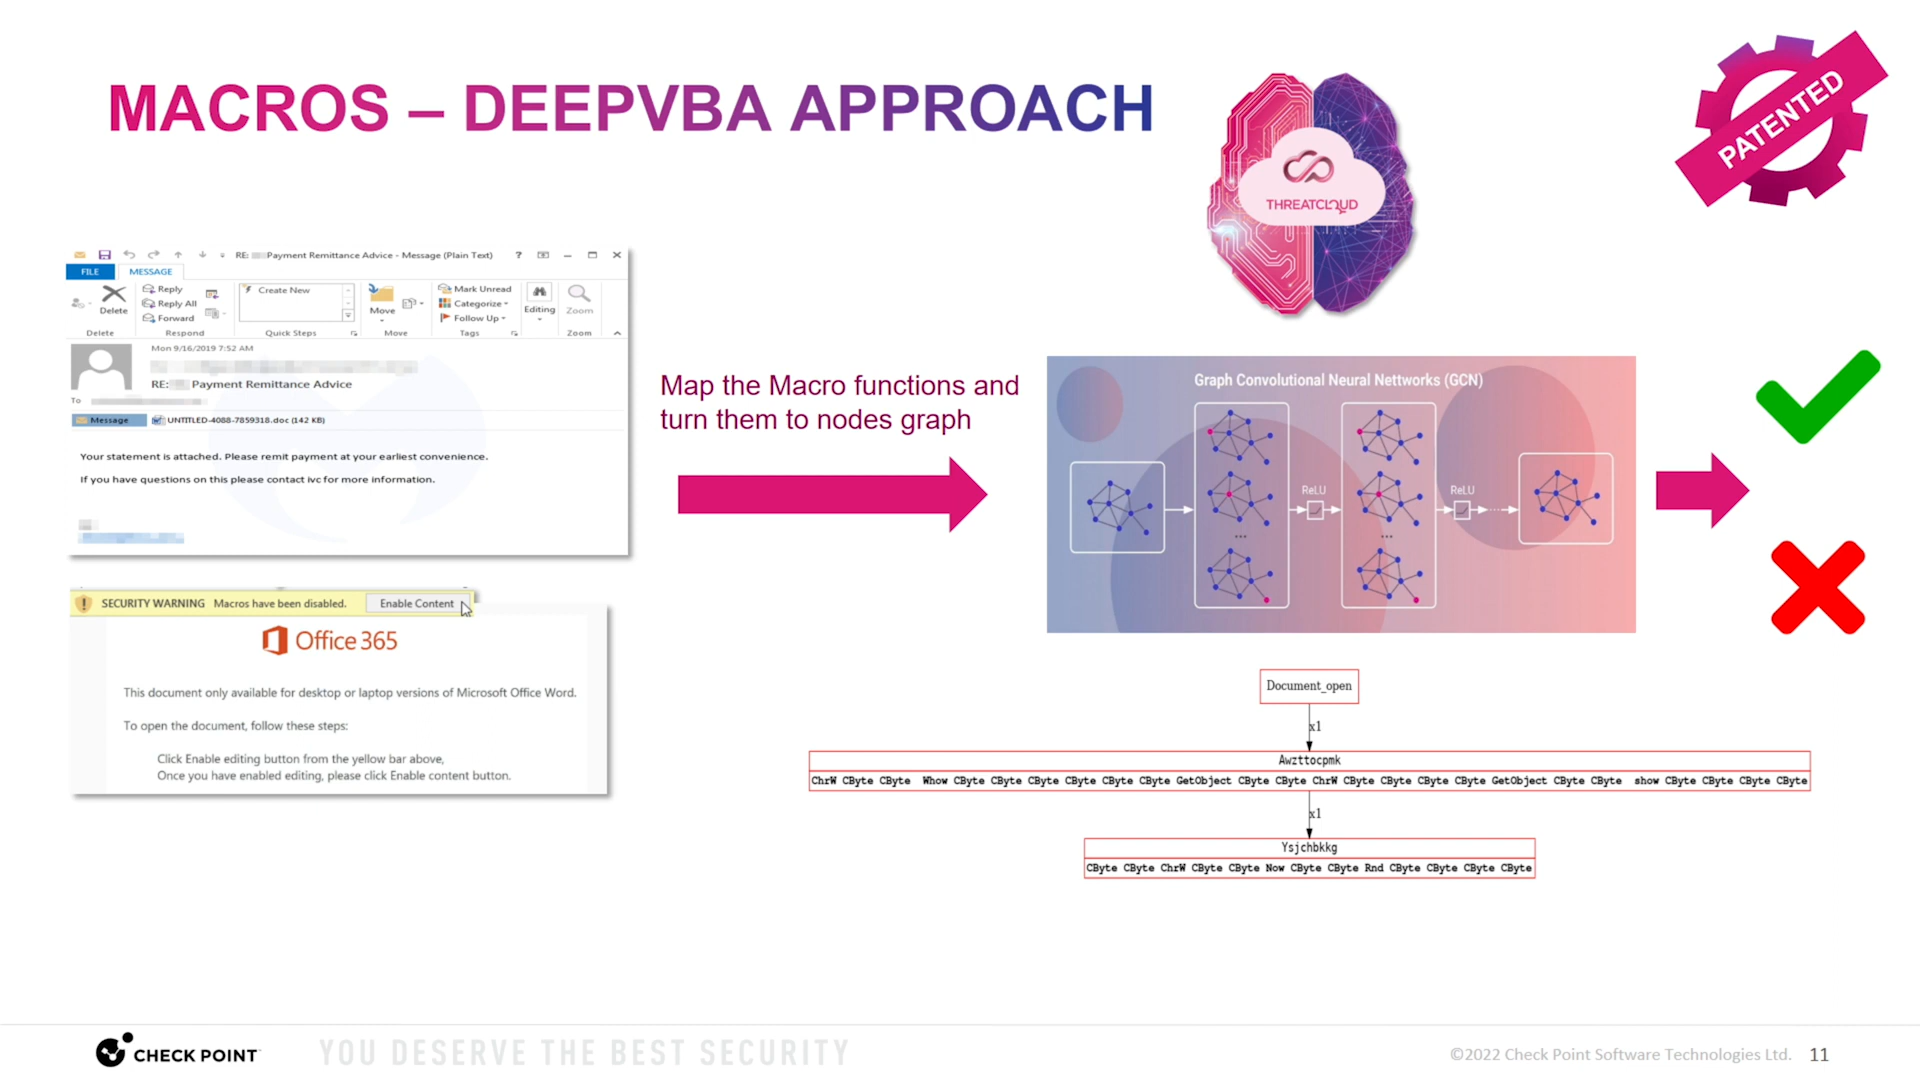 MACROS – DEEPVBA APPROACH
THREATCLOUD
PATENTED
RE: Payment Remittance Advice - Message (Plain Text)
?
FILE MESSAGE
Delete
Reply
Reply All
Forward
Create New
Move
Mark Unread
Categorize
Follow Up
Editing
Zoom
Delete Respond Quick Steps Move Tags Zoom
Mon 9/16/2019 7:52 AM
RE: Payment Remittance Advice
To
Message UNTITLED-4088-7859318.doc (142 KB)
Your statement is attached. Please remit payment at your earliest convenience.
If you have questions on this please contact ivc for more information.
SECURITY WARNING Macros have been disabled. Enable Content
Office 365
This document only available for desktop or laptop versions of Microsoft Office Word.
To open the document, follow these steps:
Click Enable editing button from the yellow bar above,
Once you have enabled editing, please click Enable content button.
Map the Macro functions and
turn them to nodes graph
Graph Convolutional Neural Nettworks (GCN)
ReLU
ReLU
...
...
Document_open
x1
Awzttocpmk
ChrW CByte CByte Whow CByte CByte CByte CByte CByte CByte GetObject CByte CByte ChrW CByte CByte CByte CByte GetObject CByte CByte show CByte CByte CByte CByte
x1
Ysjchbkkg
CByte CByte ChrW CByte CByte Now CByte CByte Rnd CByte CByte CByte CByte
CHECK POINT
YOU DESERVE THE BEST SECURITY
©2022 Check Point Software Technologies Ltd. 11